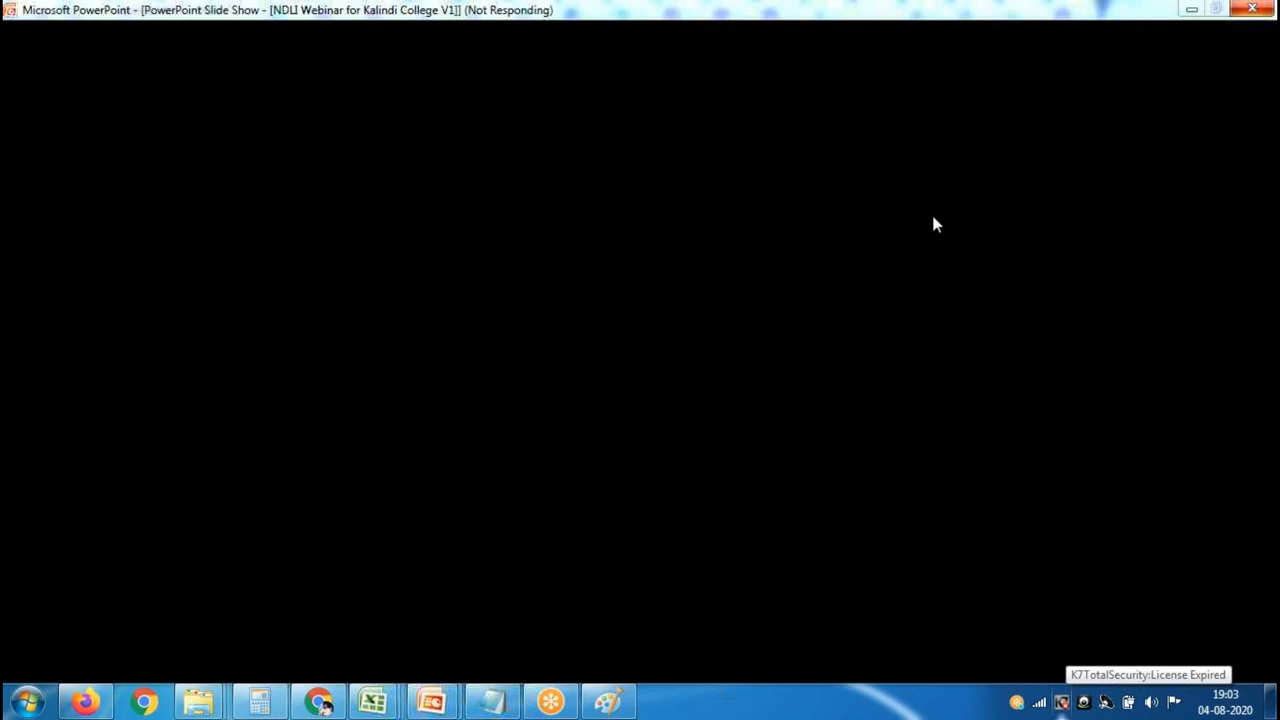 Microsoft PowerPoint - [PowerPoint Slide Show - [NDLI Webinar for Kalindi College V1]] (Not Responding)
K7TotalSecurity:License Expired
19:03
04-08-2020